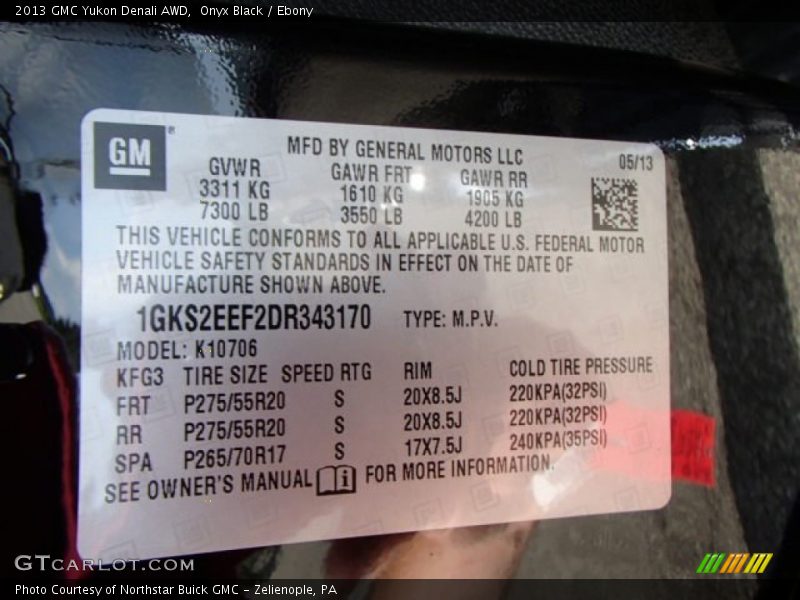 2013 GMC Yukon Denali AWD,  Onyx Black / Ebony
GM
MFD BY GENERAL MOTORS LLC
05/13
GVWR GAWR FRT GAWR RR
3311 KG 1610 KG 1905 KG
7300 LB 3550 LB 4200 LB
THIS VEHICLE CONFORMS TO ALL APPLICABLE U.S. FEDERAL MOTOR
VEHICLE SAFETY STANDARDS IN EFFECT ON THE DATE OF
MANUFACTURE SHOWN ABOVE.
1GKS2EEF2DR343170 TYPE: M.P.V.
MODEL: K10706
KFG3 TIRE SIZE SPEED RTG RIM COLD TIRE PRESSURE
FRT P275/55R20 S 20X8.5J 220KPA(32PSI)
RR P275/55R20 S 20X8.5J 220KPA(32PSI)
SPA P265/70R17 S 17X7.5J 240KPA(35PSI)
SEE OWNER'S MANUAL FOR MORE INFORMATION.
GTCARLOT.COM
Photo Courtesy of Northstar Buick GMC - Zelienople, PA